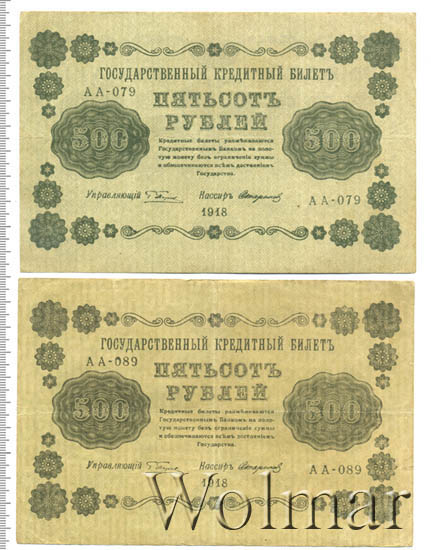 ГОСУДАРСТВЕННЫЙ КРЕДИТНЫЙ БИЛЕТЪ
АА-079
ПЯТЬСОТЪ
РУБЛЕЙ
500 500
Кредитные билеты размѣниваются
Государственнымъ Банкомъ на золо-
тую монету безъ ограниченія суммы
и обезпечиваются всѣмъ достояніемъ
Государства.
Управляющій Кассиръ
АА-079
1918
ГОСУДАРСТВЕННЫЙ КРЕДИТНЫЙ БИЛЕТЪ
АА-089
ПЯТЬСОТЪ
РУБЛЕЙ
500 500
Кредитные билеты размѣниваются
Государственнымъ Банкомъ на золо-
тую монету безъ ограниченія суммы
и обезпечиваются всѣмъ достояніемъ
Государства.
Управляющій Кассиръ
АА-089
1918
Wolmar